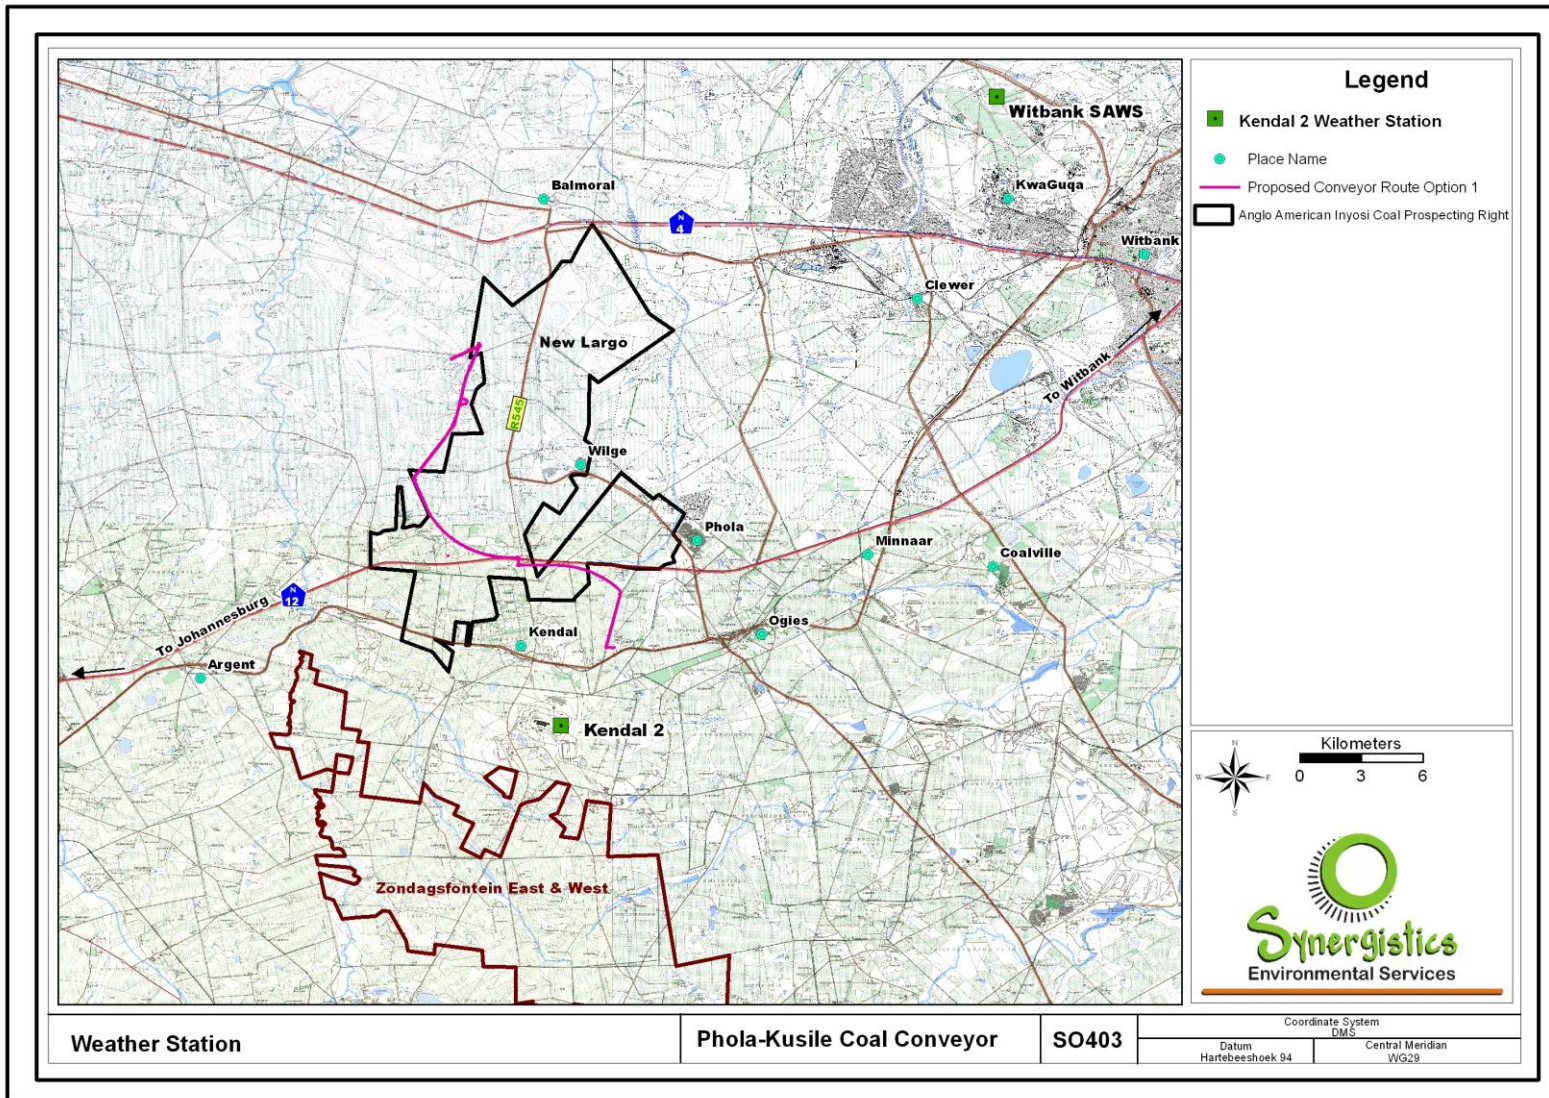 Witbank SAWS
Balmoral
KwaGuqa
N
4
Witbank
Clewer
New Largo
To Witbank
R545
Wilge
Phola
Minnaar
Coalville
N
12
To Johannesburg
Ogies
Kendal
Argent
Kendal 2
Zondagsfontein East & West
Legend
Kendal 2 Weather Station
Place Name
Proposed Conveyor Route Option 1
Anglo American Inyosi Coal Prospecting Right
N
W
E
S
Kilometers
0 3 6
Synergistics
Environmental Services
Weather Station
Phola-Kusile Coal Conveyor
SO403
Coordinate System
DMS
Datum
Hartebeeshoek 94
Central Meridian
WG29